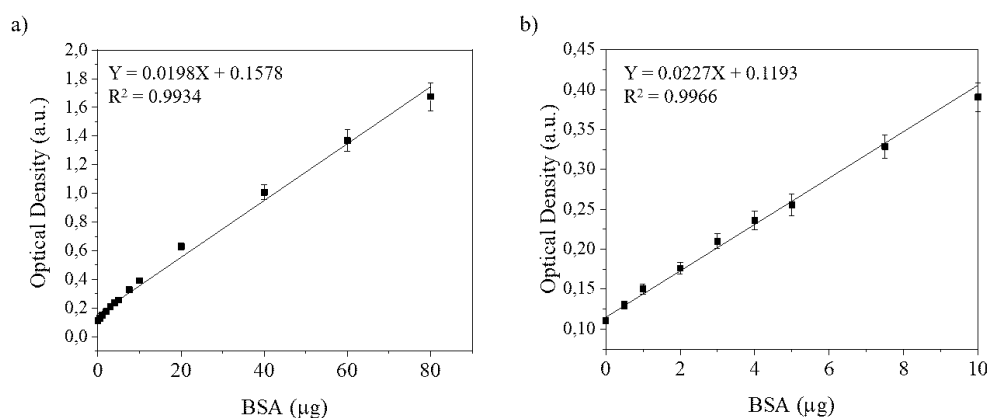 a)
Y = 0.0198X + 0.1578
R² = 0.9934
Optical Density (a.u.)
2,0
1,8
1,6
1,4
1,2
1,0
0,8
0,6
0,4
0,2
0,0
0 20 40 60 80
BSA (µg)
b)
Y = 0.0227X + 0.1193
R² = 0.9966
Optical Density (a.u.)
0,45
0,40
0,35
0,30
0,25
0,20
0,15
0,10
0 2 4 6 8 10
BSA (µg)